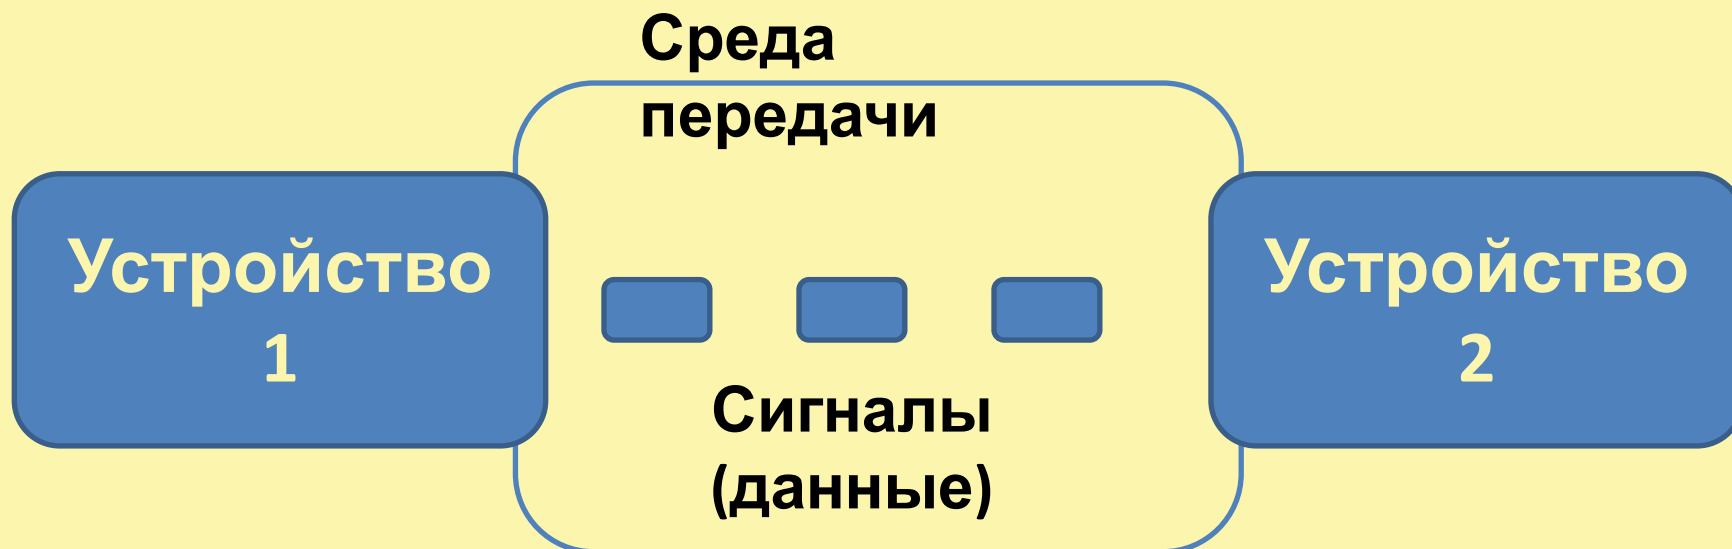 Среда
передачи
Устройство
1
Сигналы
(данные)
Устройство
2